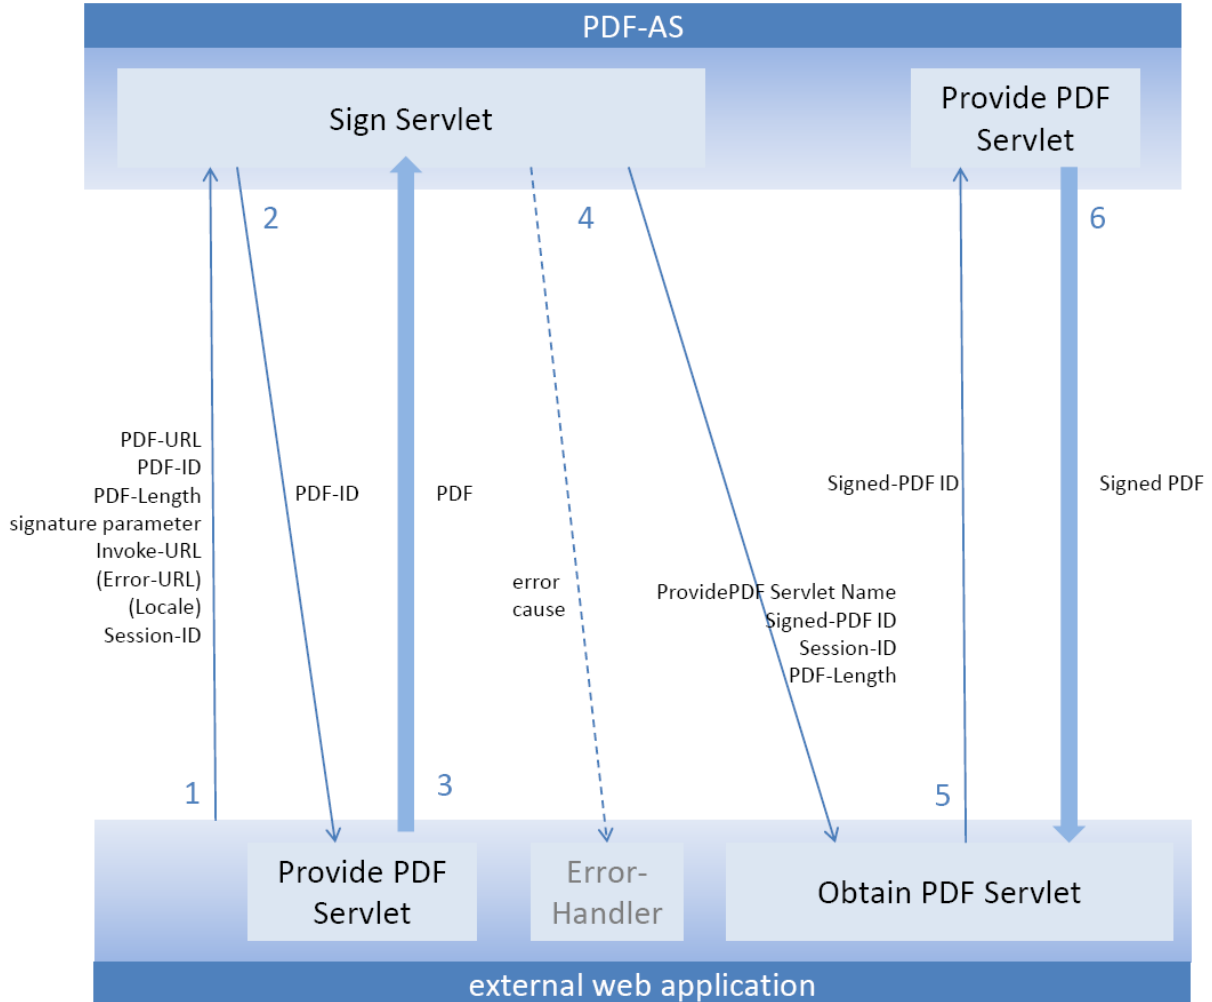 PDF-AS
Sign Servlet
Provide PDF
Servlet
2
4
6
PDF-URL
PDF-ID
PDF-Length
signature parameter
Invoke-URL
(Error-URL)
(Locale)
Session-ID
PDF-ID
PDF
error
cause
ProvidePDF Servlet Name
Signed-PDF ID
Session-ID
PDF-Length
Signed-PDF ID
Signed PDF
1
3
5
Provide PDF
Servlet
Error-
Handler
Obtain PDF Servlet
external web application